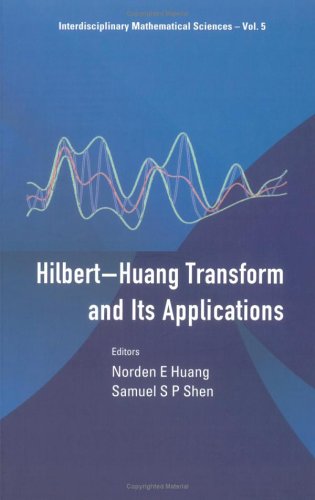 Interdisciplinary Mathematical Sciences – Vol. 5
Hilbert–Huang Transform
and Its Applications
Editors
Norden E Huang
Samuel S P Shen